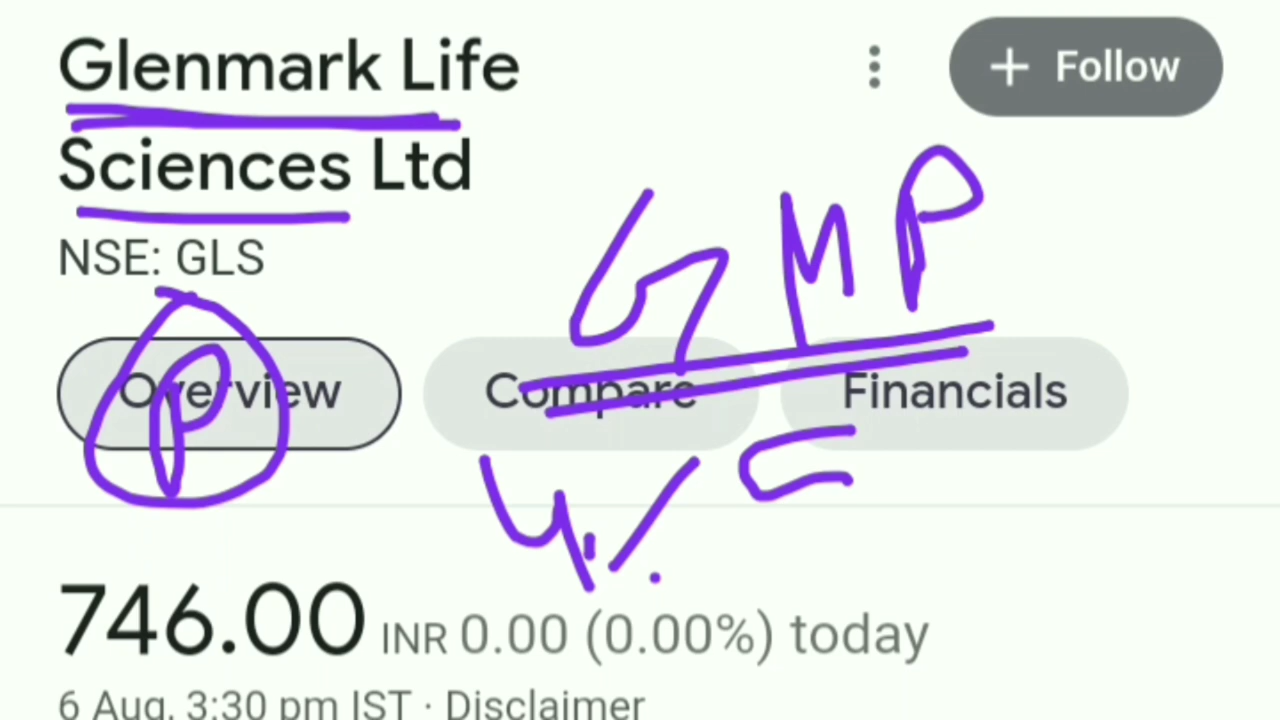 Glenmark Life + Follow
Sciences Ltd
NSE: GLS
GMP
P
Overview Compare Financials
4%
746.00 INR 0.00 (0.00%) today
6 Aug, 3:30 pm IST · Disclaimer